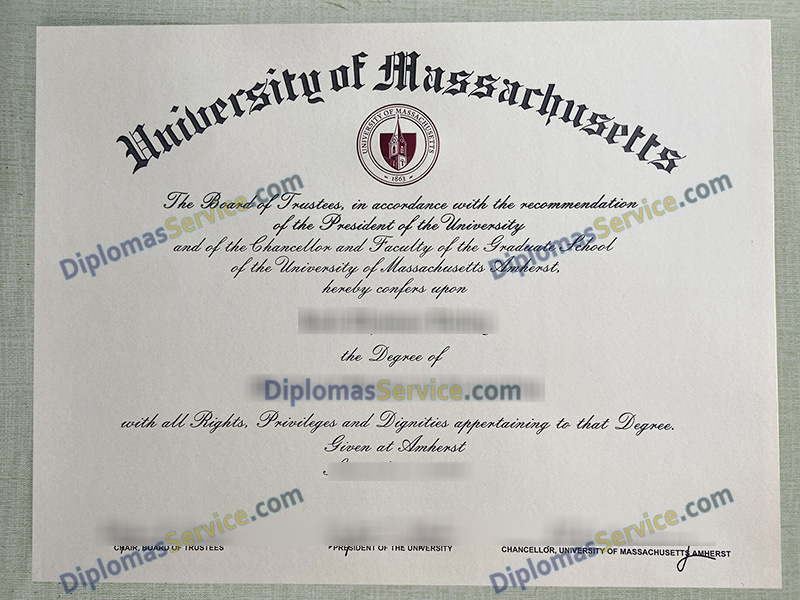 University of Massachusetts
UNIVERSITY OF MASSACHUSETTS
1863
The Board of Trustees, in accordance with the recommendation
of the President of the University
and of the Chancellor and Faculty of the Graduate School
of the University of Massachusetts Amherst,
hereby confers upon
the Degree of
with all Rights, Privileges and Dignities appertaining to that Degree.
Given at Amherst
CHAIR, BOARD OF TRUSTEES
PRESIDENT OF THE UNIVERSITY
CHANCELLOR, UNIVERSITY OF MASSACHUSETTS AMHERST
DiplomasService.com
DiplomasService.com
DiplomasService.com
DiplomasService.com
DiplomasService.com